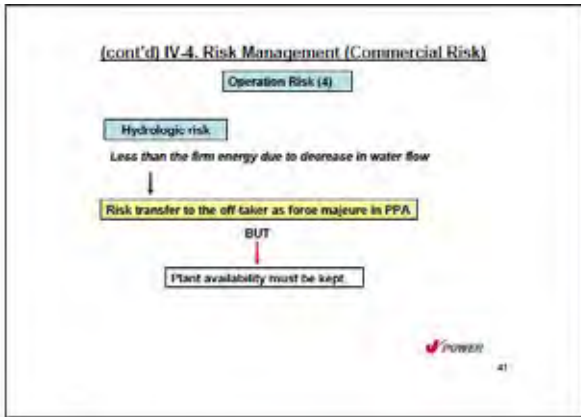 (cont'd) IV-4. Risk Management (Commercial Risk)
Operation Risk (4)
Hydrologic risk
Less than the firm energy due to decrease in water flow
Risk transfer to the off taker as force majeure in PPA
BUT
Plant availability must be kept
POWER
41